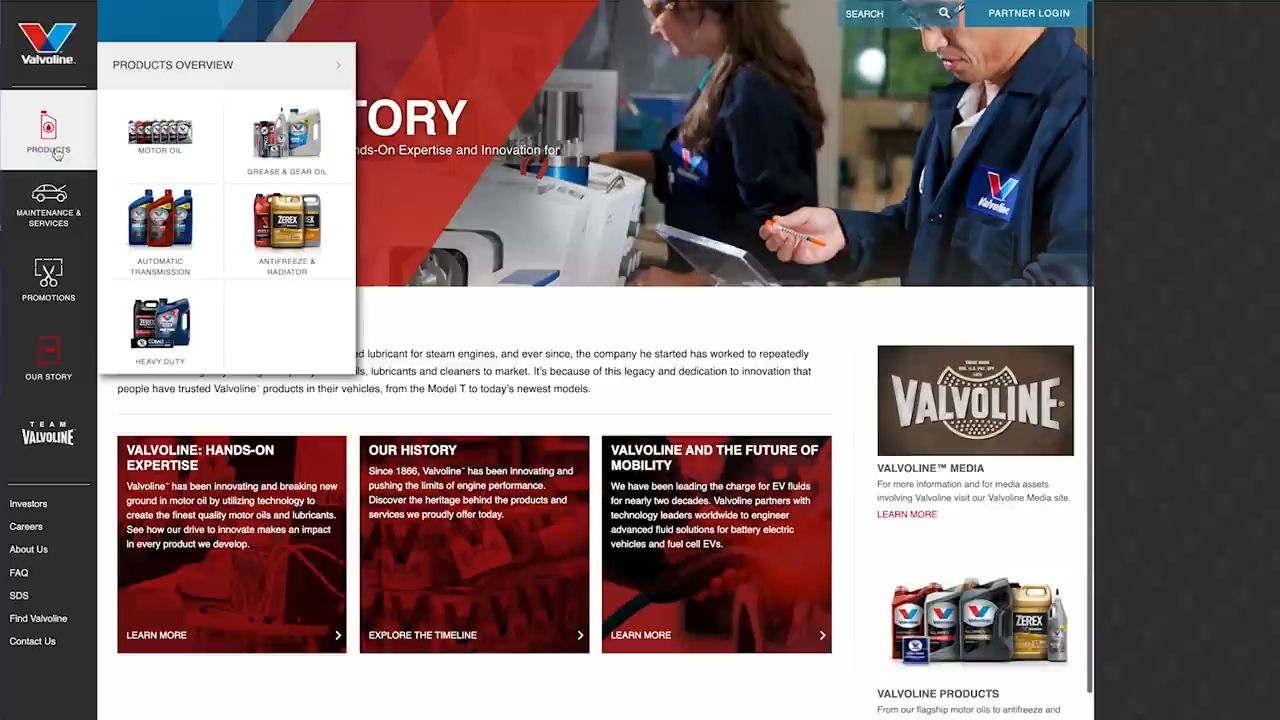 Valvoline.
PRODUCTS
MAINTENANCE &
SERVICES
PROMOTIONS
OUR STORY
TEAM
VALVOLINE
Investors
Careers
About Us
FAQ
SDS
Find Valvoline
Contact Us
PRODUCTS OVERVIEW
MOTOR OIL
GREASE & GEAR OIL
AUTOMATIC
TRANSMISSION
ZEREX
ANTIFREEZE &
RADIATOR
HEAVY DUTY
SEARCH
PARTNER LOGIN
TORY
nds-On Expertise and Innovation for
Valvoline
ed lubricant for steam engines, and ever since, the company he started has worked to repeatedly
ils, lubricants and cleaners to market. It's because of this legacy and dedication to innovation that
people have trusted Valvoline™ products in their vehicles, from the Model T to today's newest models.
VALVOLINE: HANDS-ON
EXPERTISE
Valvoline™ has been innovating and breaking new
ground in motor oil by utilizing technology to
create the finest quality motor oils and lubricants.
See how our drive to innovate makes an impact
in every product we develop.
LEARN MORE
OUR HISTORY
Since 1866, Valvoline™ has been innovating and
pushing the limits of engine performance.
Discover the heritage behind the products and
services we proudly offer today.
EXPLORE THE TIMELINE
VALVOLINE AND THE FUTURE OF
MOBILITY
We have been leading the charge for EV fluids
for nearly two decades. Valvoline partners with
technology leaders worldwide to engineer
advanced fluid solutions for battery electric
vehicles and fuel cell EVs.
LEARN MORE
VALVOLINE
VALVOLINE™ MEDIA
For more information and for media assets
involving Valvoline visit our Valvoline Media site.
LEARN MORE
ZEREX
VALVOLINE PRODUCTS
From our flagship motor oils to antifreeze and